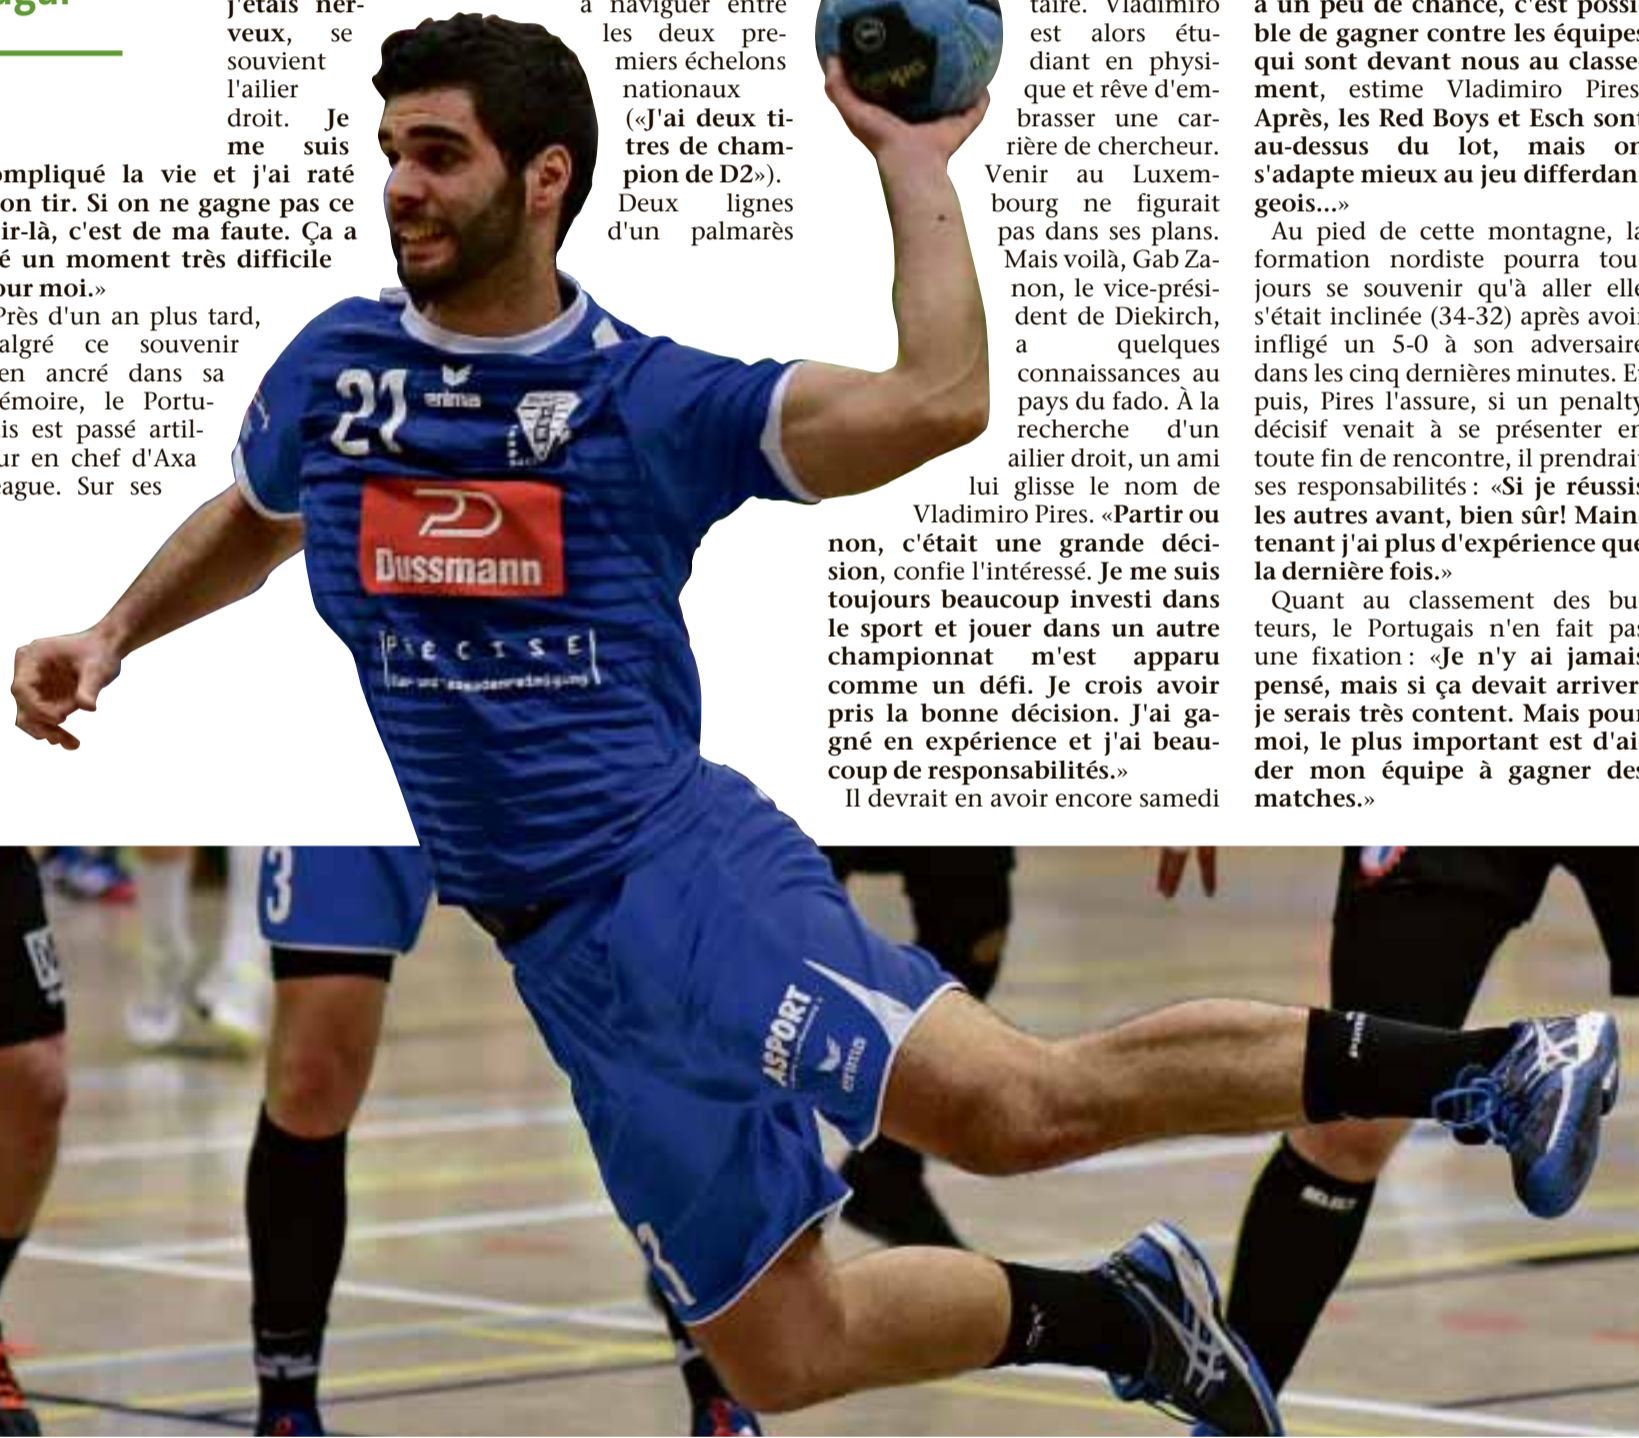 ugal
j'étais ner-
veux, se
souvient
l'ailier
droit. Je
me suis
ompliqué la vie et j'ai raté
on tir. Si on ne gagne pas ce
ir-là, c'est de ma faute. Ça a
é un moment très difficile
our moi.»
Près d'un an plus tard,
algré ce souvenir
en ancré dans sa
émoire, le Portu-
is est passé artil-
ur en chef d'Axa
eague. Sur ses
à naviguer entre
les deux pre-
miers échelons
nationaux
(«J'ai deux ti-
tres de cham-
pion de D2»).
Deux lignes
d'un palmarès
taire. Vladimiro
est alors étu-
diant en physi-
que et rêve d'em-
brasser une car-
rière de chercheur.
Venir au Luxem-
bourg ne figurait
pas dans ses plans.
Mais voilà, Gab Za-
non, le vice-prési-
dent de Diekirch,
a quelques
connaissances au
pays du fado. À la
recherche d'un
ailier droit, un ami
lui glisse le nom de
Vladimiro Pires. «Partir ou
non, c'était une grande déci-
sion, confie l'intéressé. Je me suis
toujours beaucoup investi dans
le sport et jouer dans un autre
championnat m'est apparu
comme un défi. Je crois avoir
pris la bonne décision. J'ai ga-
gné en expérience et j'ai beau-
coup de responsabilités.»
Il devrait en avoir encore samedi
a un peu de chance, c'est possi
ble de gagner contre les équipes
qui sont devant nous au classe
ment, estime Vladimiro Pires
Après, les Red Boys et Esch sont
au-dessus du lot, mais on
s'adapte mieux au jeu differdan
geois...»
Au pied de cette montagne, la
formation nordiste pourra tou
jours se souvenir qu'à aller elle
s'était inclinée (34-32) après avoir
infligé un 5-0 à son adversaire
dans les cinq dernières minutes. Et
puis, Pires l'assure, si un penalty
décisif venait à se présenter en
toute fin de rencontre, il prendrait
ses responsabilités : «Si je réussis
les autres avant, bien sûr! Main
tenant j'ai plus d'expérience que
la dernière fois.»
Quant au classement des bu
teurs, le Portugais n'en fait pas
une fixation : «Je n'y ai jamais
pensé, mais si ça devait arriver
je serais très content. Mais pour
moi, le plus important est d'ai
der mon équipe à gagner des
matches.»
21
erima
Dussmann
PRÉCISE
3
ASPORT
erima
SELECT